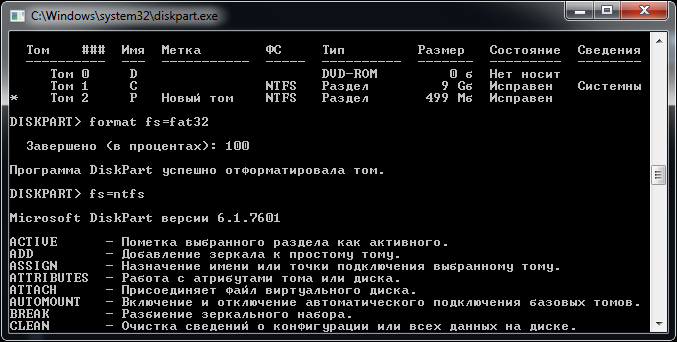 C:\Windows\system32\diskpart.exe
Том ### Имя Метка ФС Тип Размер Состояние Сведения
---------- --- ----------- ----- ---------- ------- --------- --------
Том 0 D DVD-ROM 0 б Нет носит
Том 1 C NTFS Раздел 9 Gб Исправен Системны
* Том 2 P Новый том NTFS Раздел 499 Mб Исправен
DISKPART> format fs=fat32
Завершено (в процентах): 100
Программа DiskPart успешно отформатировала том.
DISKPART> fs=ntfs
Microsoft DiskPart версии 6.1.7601
ACTIVE - Пометка выбранного раздела как активного.
ADD - Добавление зеркала к простому тому.
ASSIGN - Назначение имени или точки подключения выбранному тому.
ATTRIBUTES - Работа с атрибутами тома или диска.
ATTACH - Присоединяет файл виртуального диска.
AUTOMOUNT - Включение и отключение автоматического подключения базовых томов.
BREAK - Разбиение зеркального набора.
CLEAN - Очистка сведений о конфигурации или всех данных на диске.